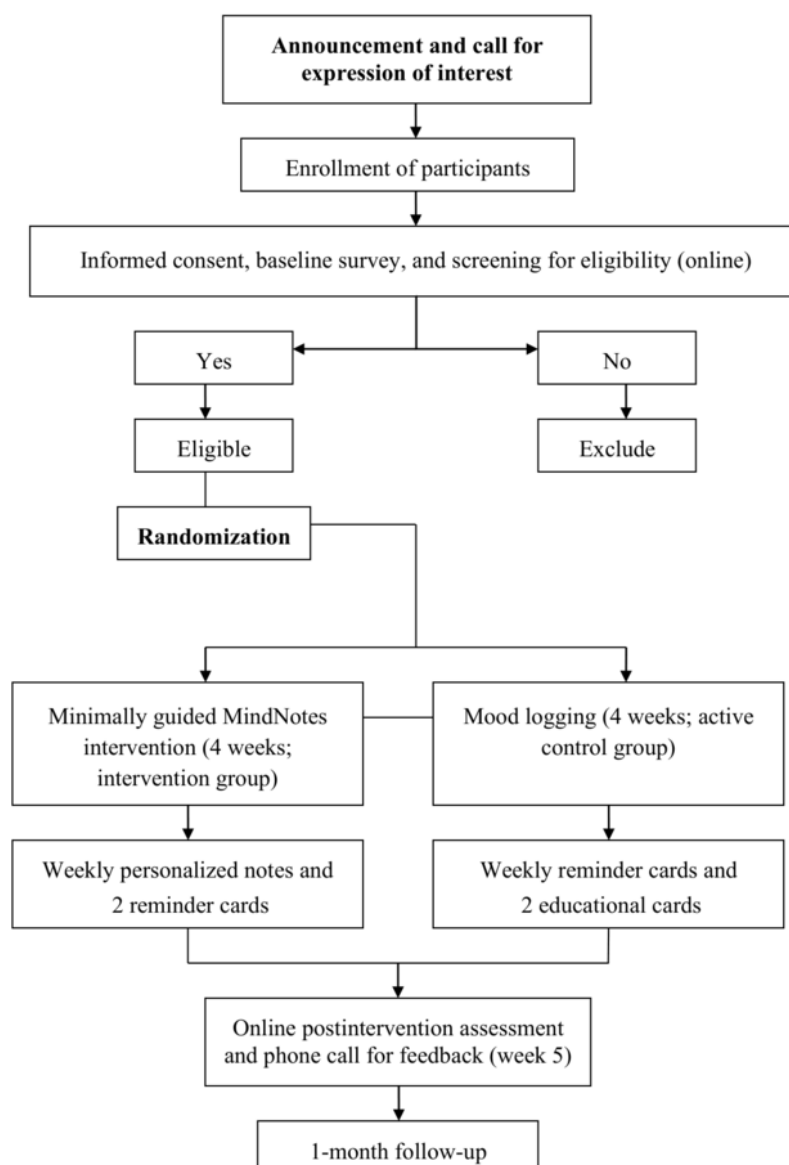 Announcement and call for
expression of interest
Enrollment of participants
Informed consent, baseline survey, and screening for eligibility (online)
Yes
No
Eligible
Exclude
Randomization
Minimally guided MindNotes
intervention (4 weeks;
intervention group)
Mood logging (4 weeks; active
control group)
Weekly personalized notes and
2 reminder cards
Weekly reminder cards and
2 educational cards
Online postintervention assessment
and phone call for feedback (week 5)
1-month follow-up